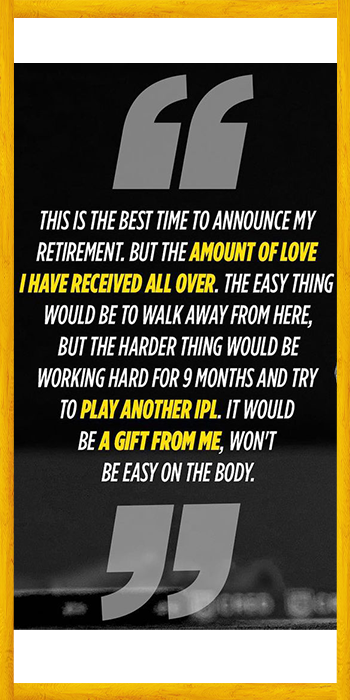 THIS IS THE BEST TIME TO ANNOUNCE MY
RETIREMENT. BUT THE AMOUNT OF LOVE
I HAVE RECEIVED ALL OVER. THE EASY THING
WOULD BE TO WALK AWAY FROM HERE,
BUT THE HARDER THING WOULD BE
WORKING HARD FOR 9 MONTHS AND TRY
TO PLAY ANOTHER IPL. IT WOULD
BE A GIFT FROM ME, WON'T
BE EASY ON THE BODY.